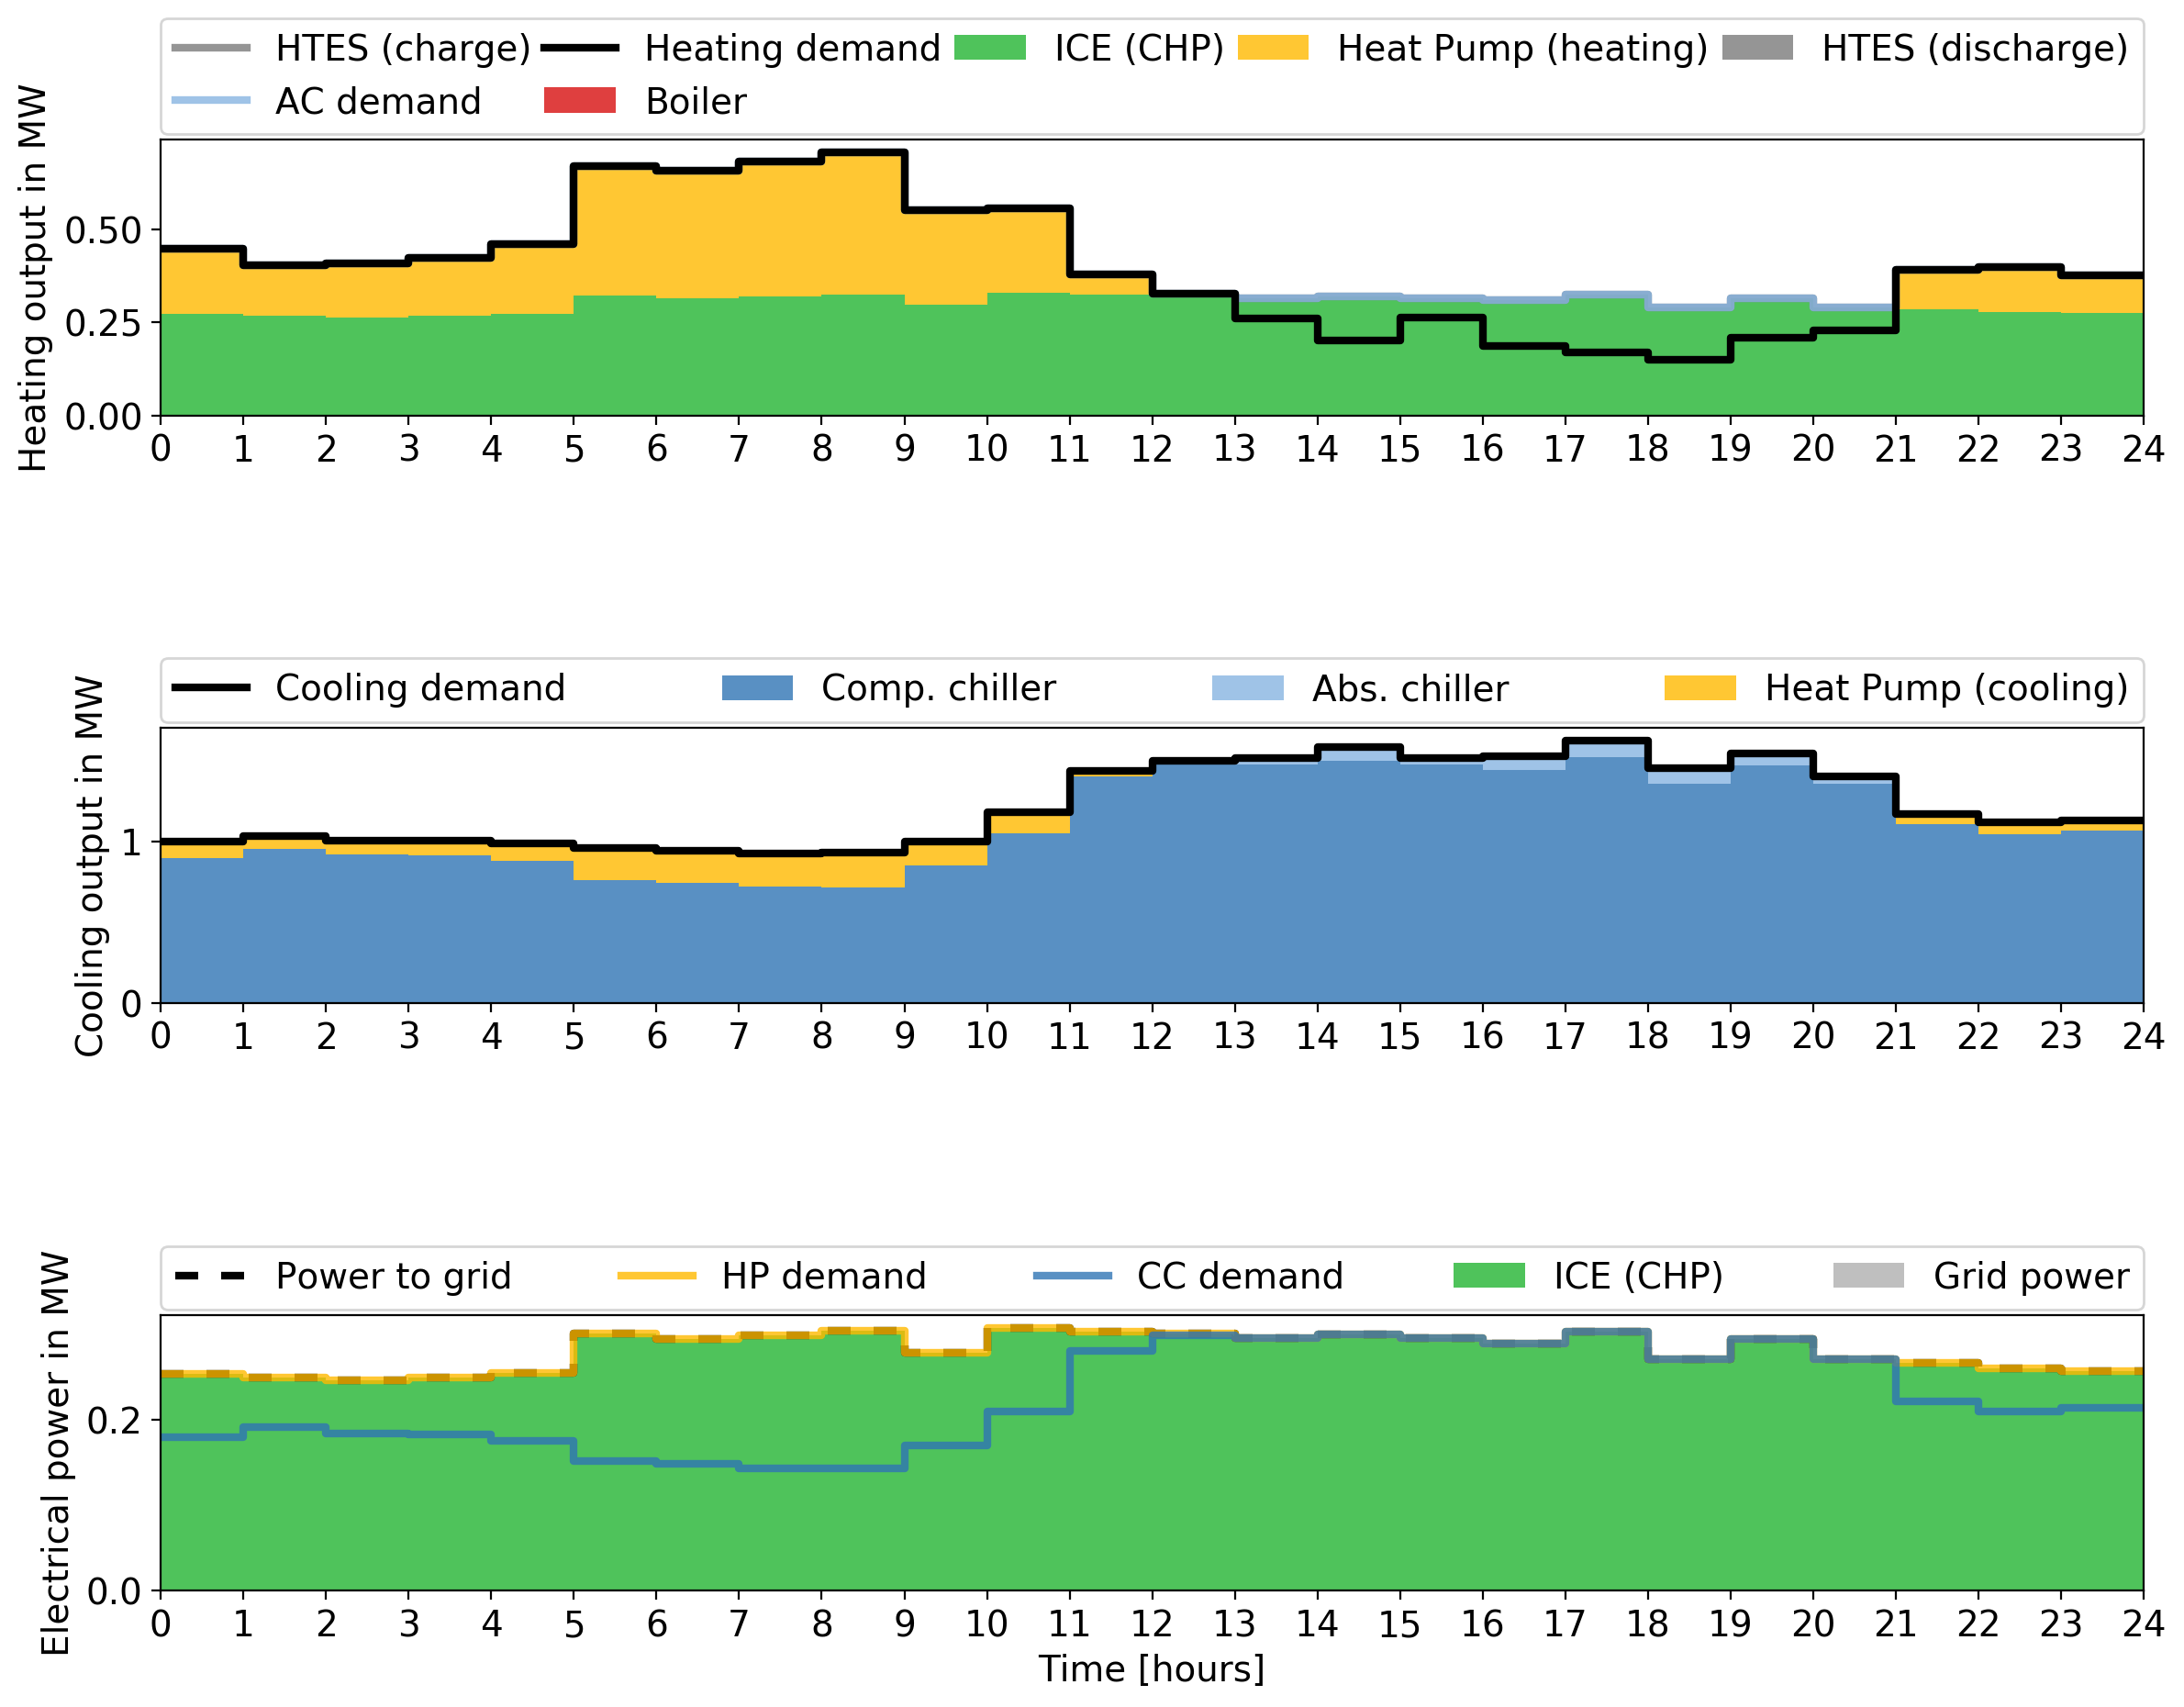 HTES (charge) Heating demand ICE (CHP) Heat Pump (heating) HTES (discharge)
AC demand Boiler
Heating output in MW
0.50
0.25
0.00
0 1 2 3 4 5 6 7 8 9 10 11 12 13 14 15 16 17 18 19 20 21 22 23 24
Cooling demand Comp. chiller Abs. chiller Heat Pump (cooling)
Cooling output in MW
1
0
0 1 2 3 4 5 6 7 8 9 10 11 12 13 14 15 16 17 18 19 20 21 22 23 24
Power to grid HP demand CC demand ICE (CHP) Grid power
Electrical power in MW
0.2
0.0
0 1 2 3 4 5 6 7 8 9 10 11 12 13 14 15 16 17 18 19 20 21 22 23 24
Time [hours]